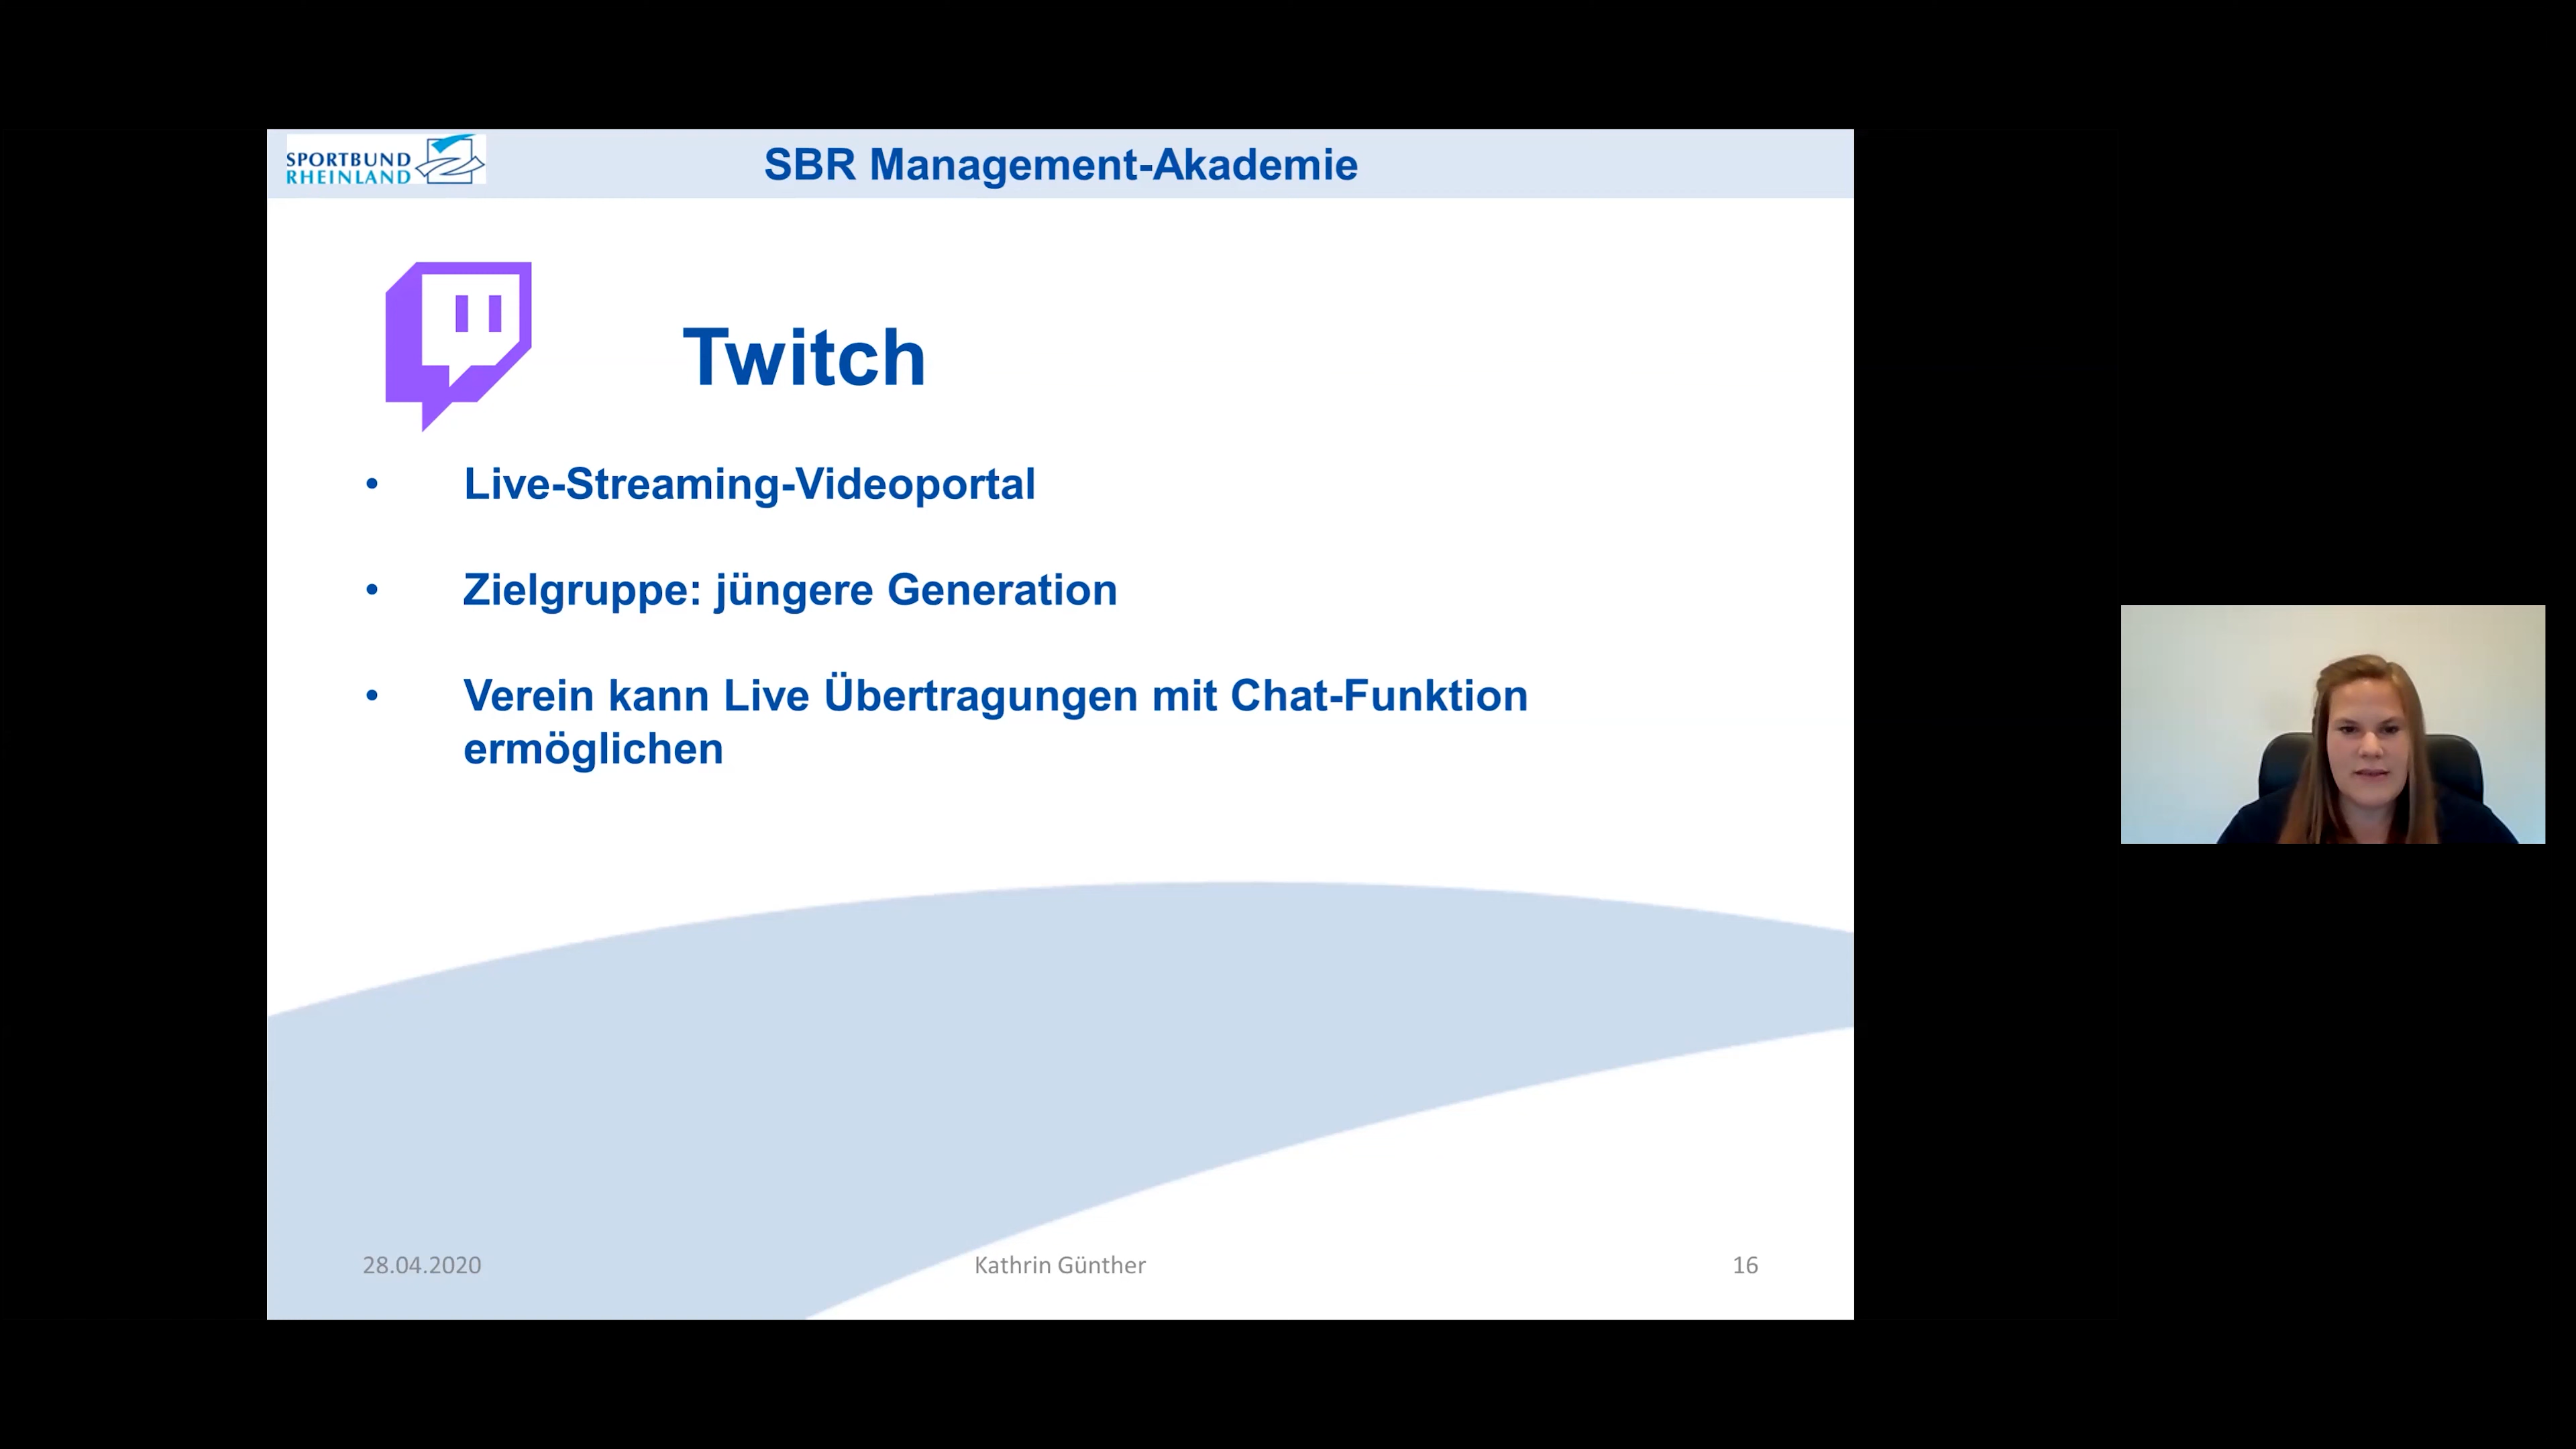 SPORTBUND
RHEINLAND
SBR Management-Akademie
Twitch
• Live-Streaming-Videoportal
• Zielgruppe: jüngere Generation
• Verein kann Live Übertragungen mit Chat-Funktion
ermöglichen
28.04.2020
Kathrin Günther
16